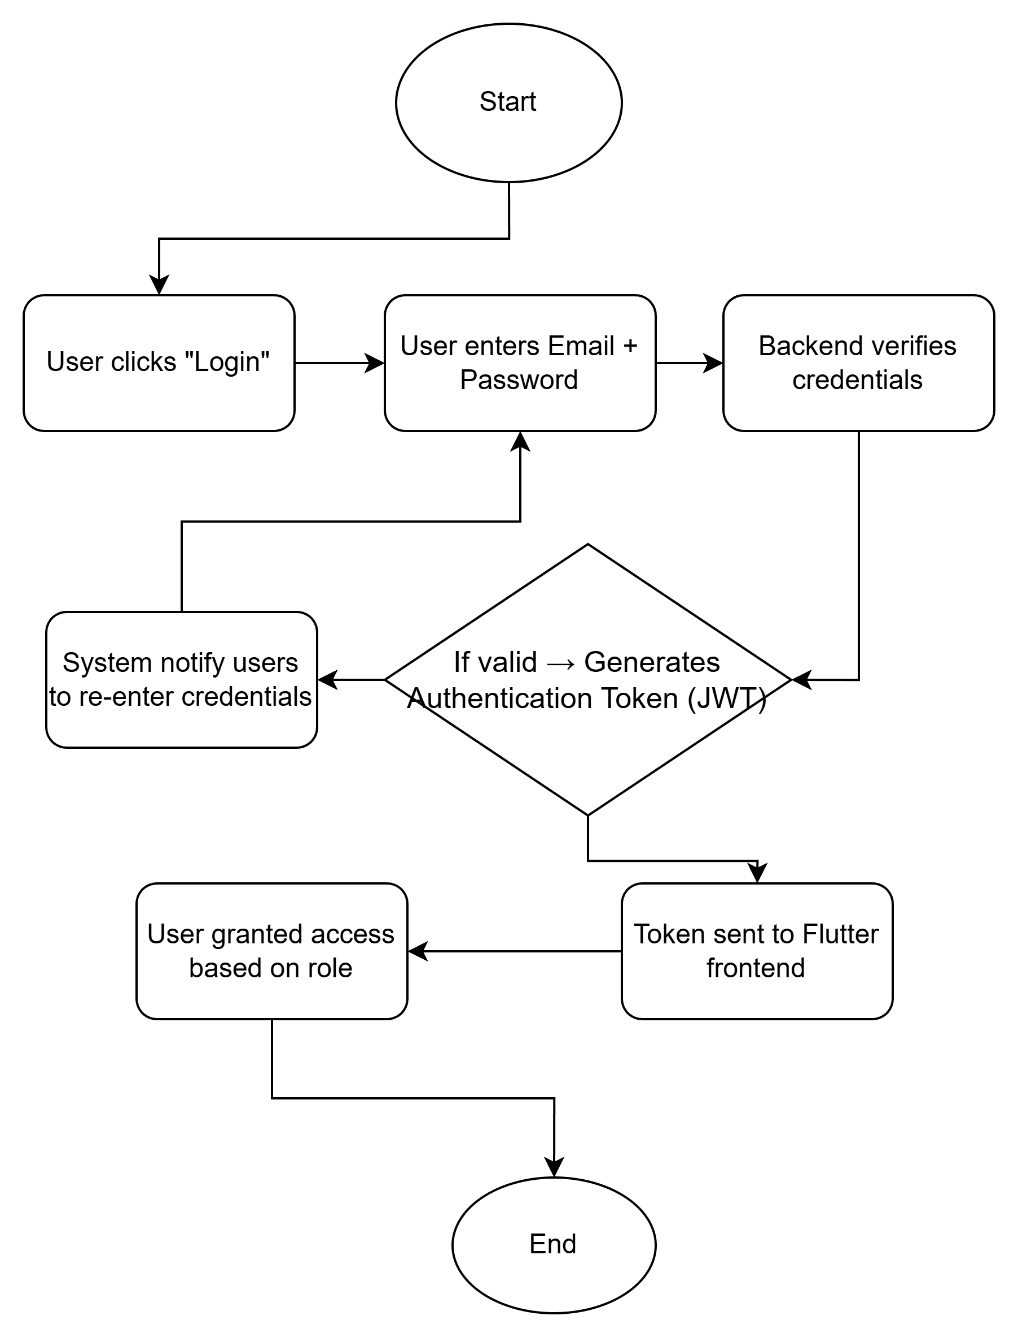 Start
User clicks "Login"
User enters Email +
Password
Backend verifies
credentials
If valid → Generates
Authentication Token (JWT)
System notify users
to re-enter credentials
Token sent to Flutter
frontend
User granted access
based on role
End